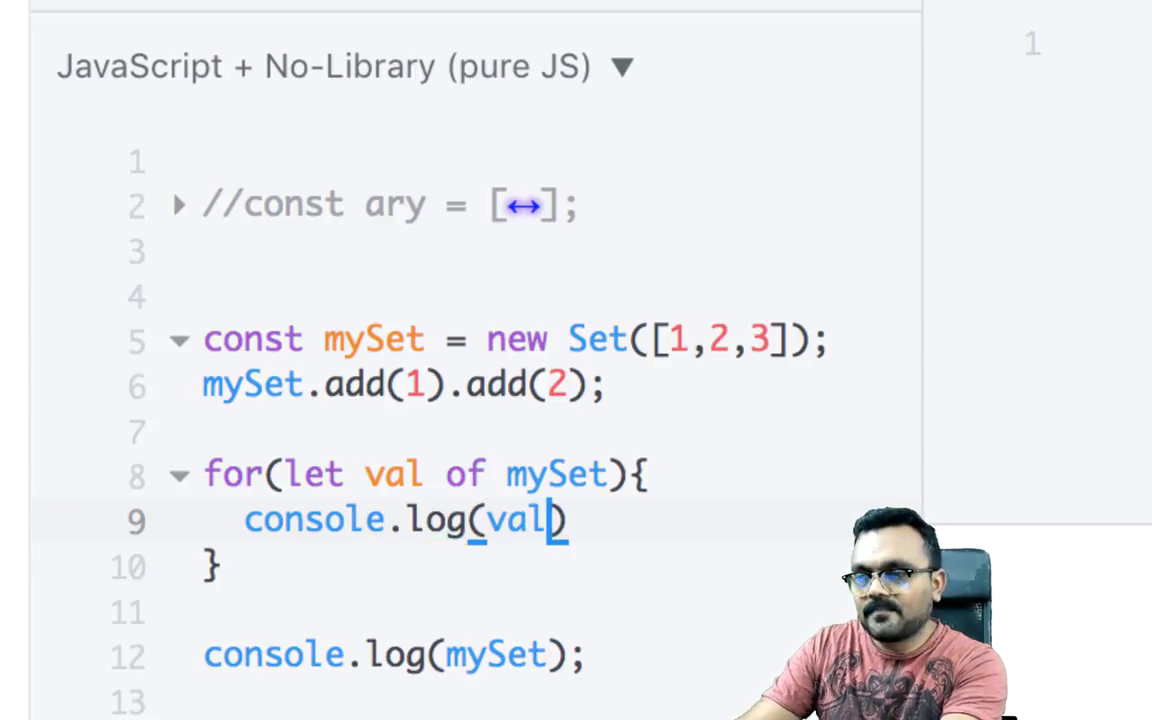 JavaScript + No-Library (pure JS) ▼
1
1
2 //const ary = [↔];
3
4
5 const mySet = new Set([1,2,3]);
6 mySet.add(1).add(2);
7
8 for(let val of mySet){
9 console.log(val)
10 }
11
12 console.log(mySet);
13